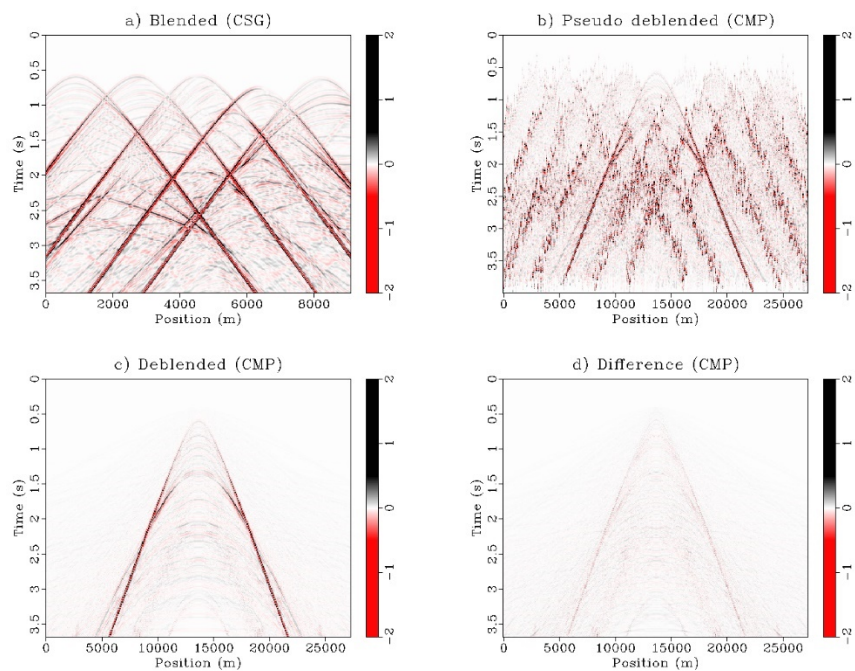 a) Blended (CSG)
0 0.5 1 1.5 2 2.5 3 3.5
Time (s)
0 2000 4000 6000 8000
Position (m)
2 1 0 −1 −2
b) Pseudo deblended (CMP)
0 0.5 1 1.5 2 2.5 3 3.5
Time (s)
0 5000 10000 15000 20000 25000
Position (m)
2 1 0 −1 −2
c) Deblended (CMP)
0 0.5 1 1.5 2 2.5 3 3.5
Time (s)
0 5000 10000 15000 20000 25000
Position (m)
2 1 0 −1 −2
d) Difference (CMP)
0 0.5 1 1.5 2 2.5 3 3.5
Time (s)
0 5000 10000 15000 20000 25000
Position (m)
2 1 0 −1 −2